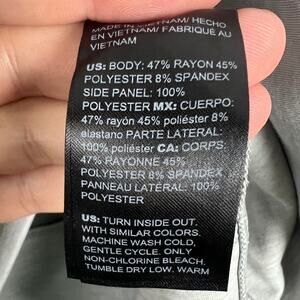 MADE IN VIETNAM/ HECHO
EN VIETNAM/ FABRIQUÉ AU
VIETNAM
US: BODY: 47% RAYON 45%
POLYESTER 8% SPANDEX
SIDE PANEL: 100%
POLYESTER MX: CUERPO:
47% rayón 45% poliéster 8%
elastano PARTE LATERAL:
100% poliéster CA: CORPS:
47% RAYONNE 45%
POLYESTER 8% SPANDEX
PANNEAU LATERAL: 100%
POLYESTER
US: TURN INSIDE OUT.
WITH SIMILAR COLORS.
MACHINE WASH COLD,
GENTLE CYCLE. ONLY
NON-CHLORINE BLEACH.
TUMBLE DRY LOW. WARM